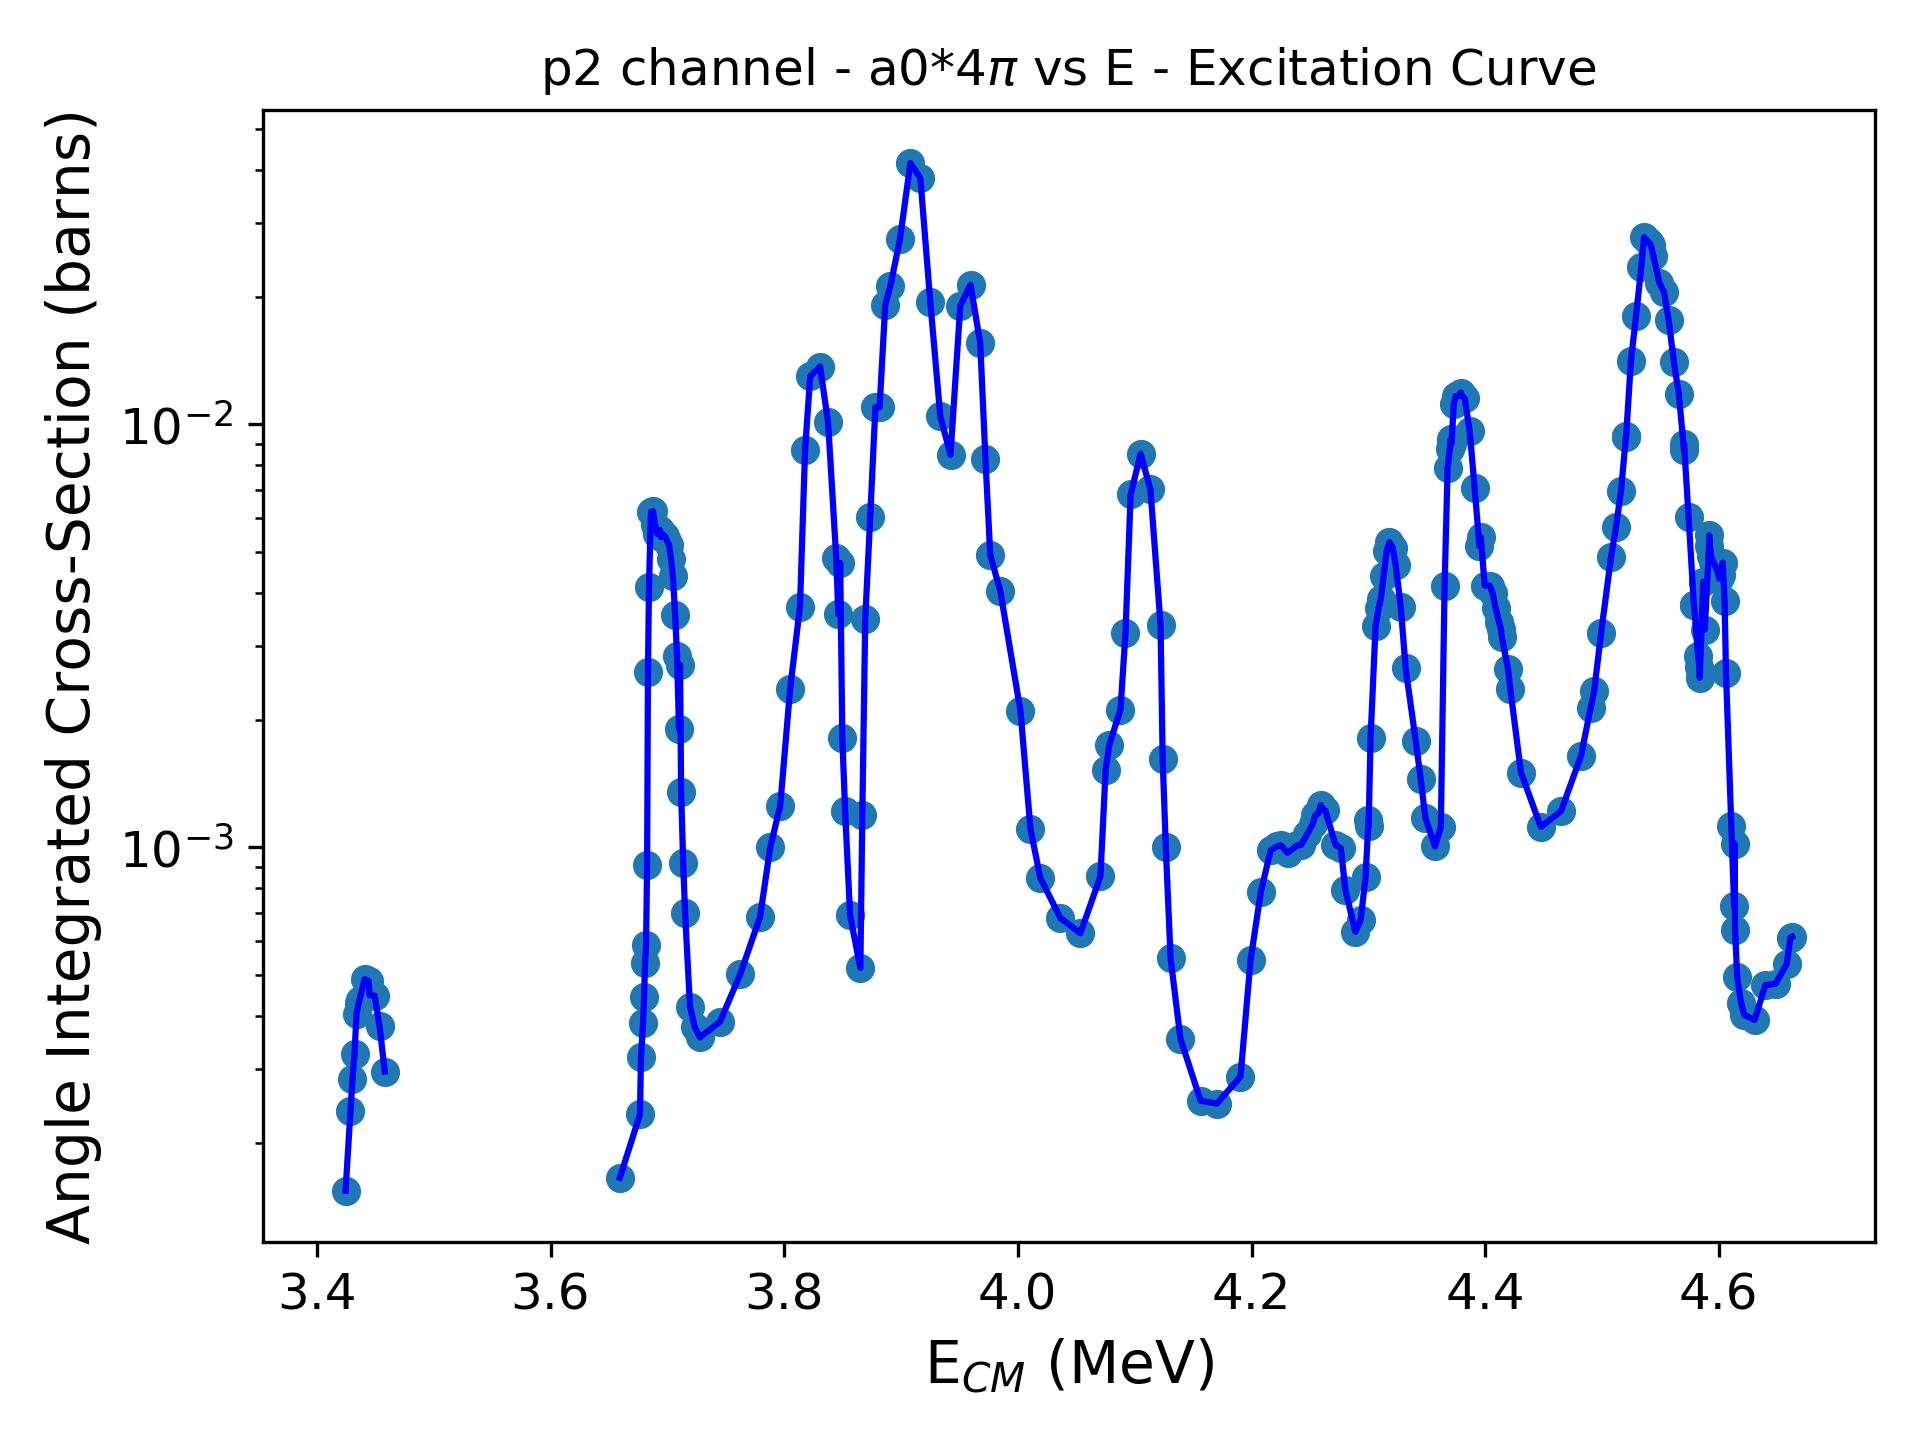 p2 channel - a0*4π vs E - Excitation Curve
Angle Integrated Cross-Section (barns)
10⁻²
10⁻³
3.4 3.6 3.8 4.0 4.2 4.4 4.6
E_CM (MeV)